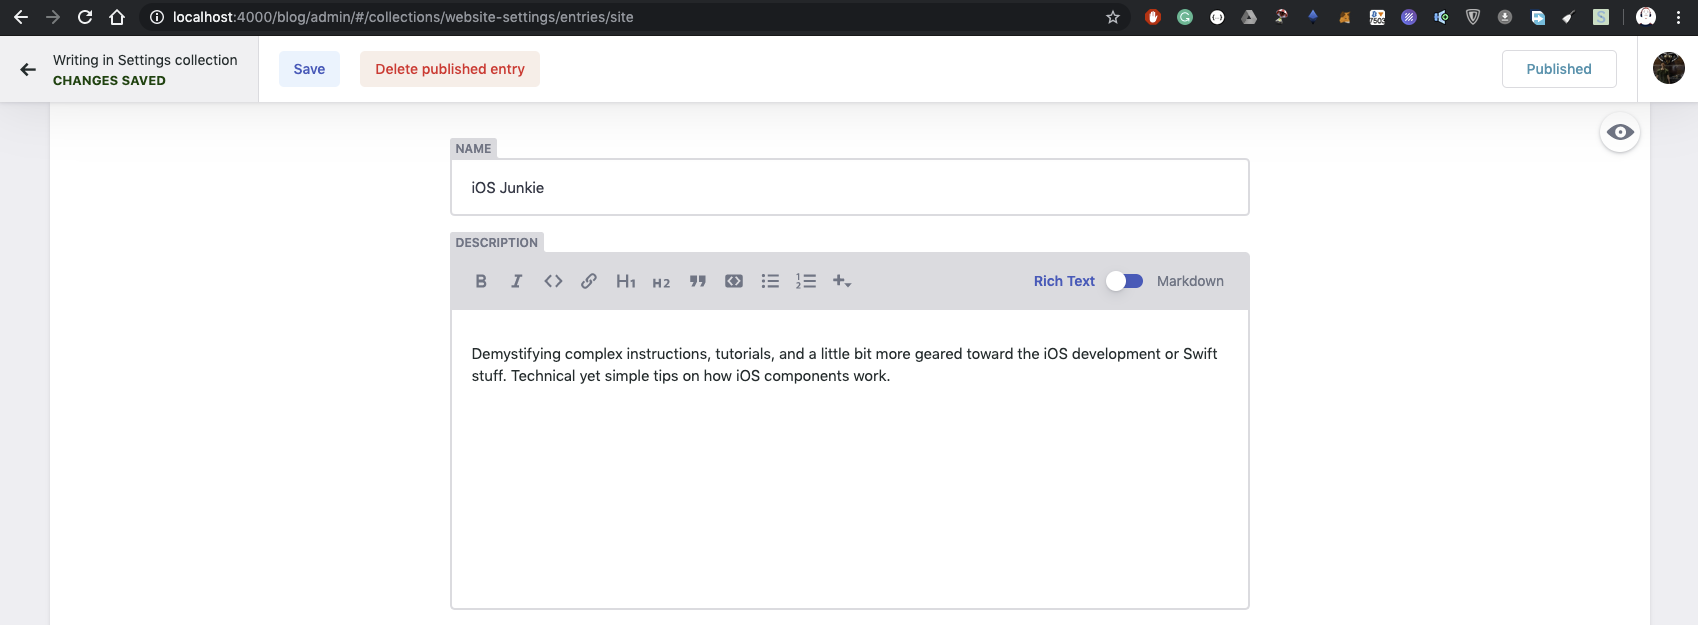 localhost:4000/blog/admin/#/collections/website-settings/entries/site
Writing in Settings collection
CHANGES SAVED
Save
Delete published entry
Published
NAME
iOS Junkie
DESCRIPTION
B I H1 H2
Rich Text
Markdown
Demystifying complex instructions, tutorials, and a little bit more geared toward the iOS development or Swift
stuff. Technical yet simple tips on how iOS components work.